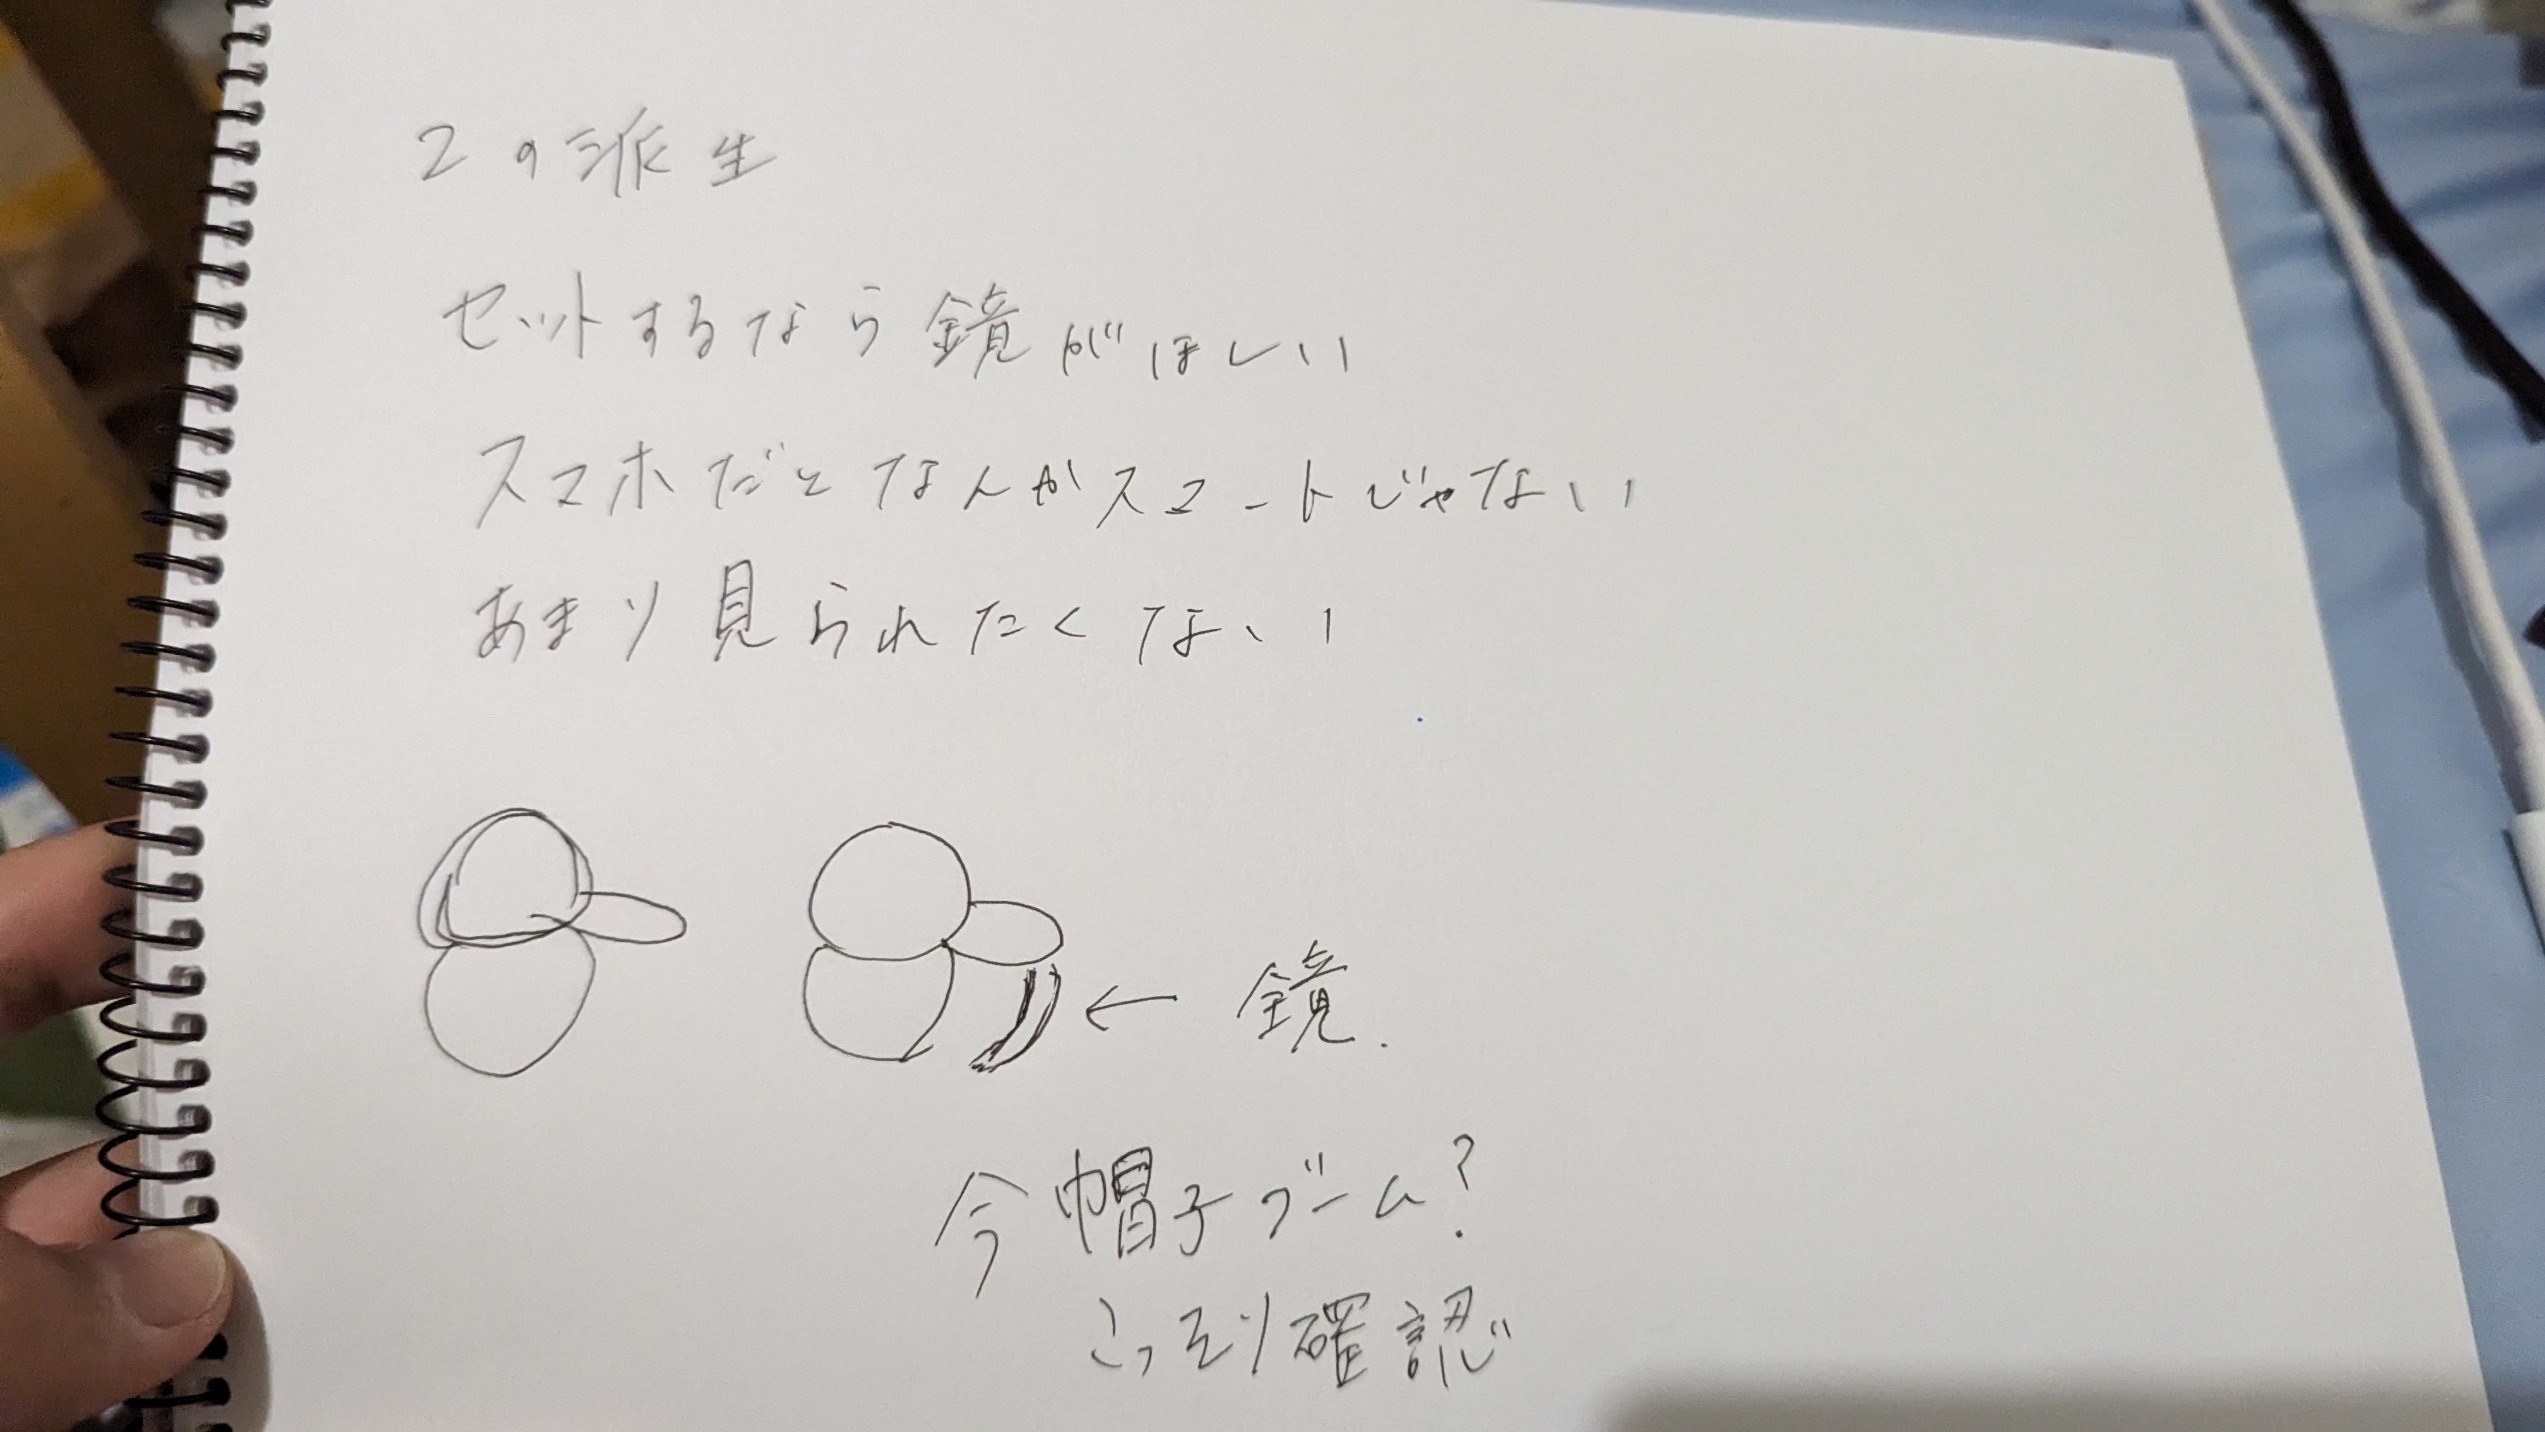 2の派生
セットするなら鏡がほしい
スマホだとなんかスマートじゃない
あまり見られたくない
← 鏡.
今帽子ブーム?
こっそり確認